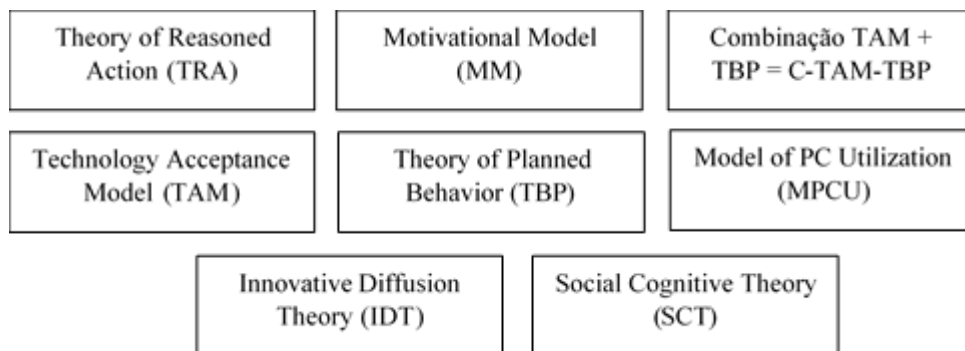 Theory of Reasoned
Action (TRA)
Motivational Model
(MM)
Combinação TAM +
TBP = C-TAM-TBP
Technology Acceptance
Model (TAM)
Theory of Planned
Behavior (TBP)
Model of PC Utilization
(MPCU)
Innovative Diffusion
Theory (IDT)
Social Cognitive Theory
(SCT)